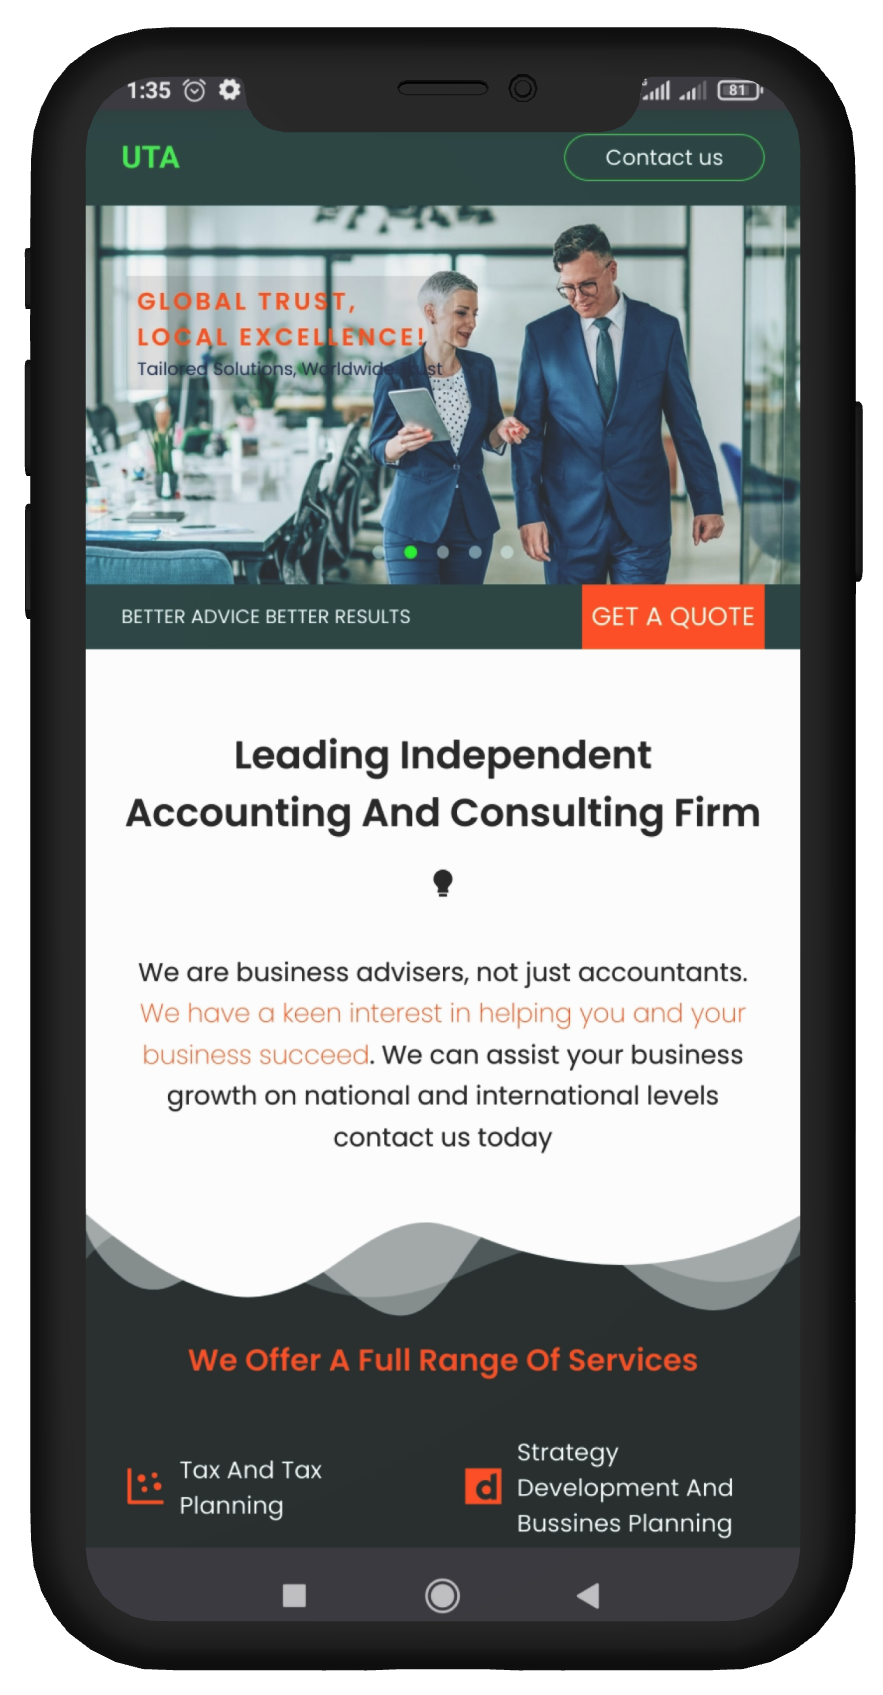 1:35
81
UTA
Contact us
GLOBAL TRUST,
LOCAL EXCELLENCE!
Tailored Solutions, Worldwide Trust
BETTER ADVICE BETTER RESULTS
GET A QUOTE
Leading Independent
Accounting And Consulting Firm
We are business advisers, not just accountants.
We have a keen interest in helping you and your
business succeed. We can assist your business
growth on national and international levels
contact us today
We Offer A Full Range Of Services
Tax And Tax
Planning
Strategy
Development And
Bussines Planning